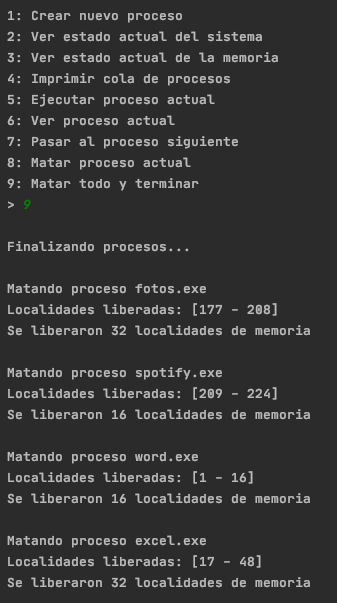 1: Crear nuevo proceso
2: Ver estado actual del sistema
3: Ver estado actual de la memoria
4: Imprimir cola de procesos
5: Ejecutar proceso actual
6: Ver proceso actual
7: Pasar al proceso siguiente
8: Matar proceso actual
9: Matar todo y terminar
> 9
Finalizando procesos...
Matando proceso fotos.exe
Localidades liberadas: [177 - 208]
Se liberaron 32 localidades de memoria
Matando proceso spotify.exe
Localidades liberadas: [209 - 224]
Se liberaron 16 localidades de memoria
Matando proceso word.exe
Localidades liberadas: [1 - 16]
Se liberaron 16 localidades de memoria
Matando proceso excel.exe
Localidades liberadas: [17 - 48]
Se liberaron 32 localidades de memoria